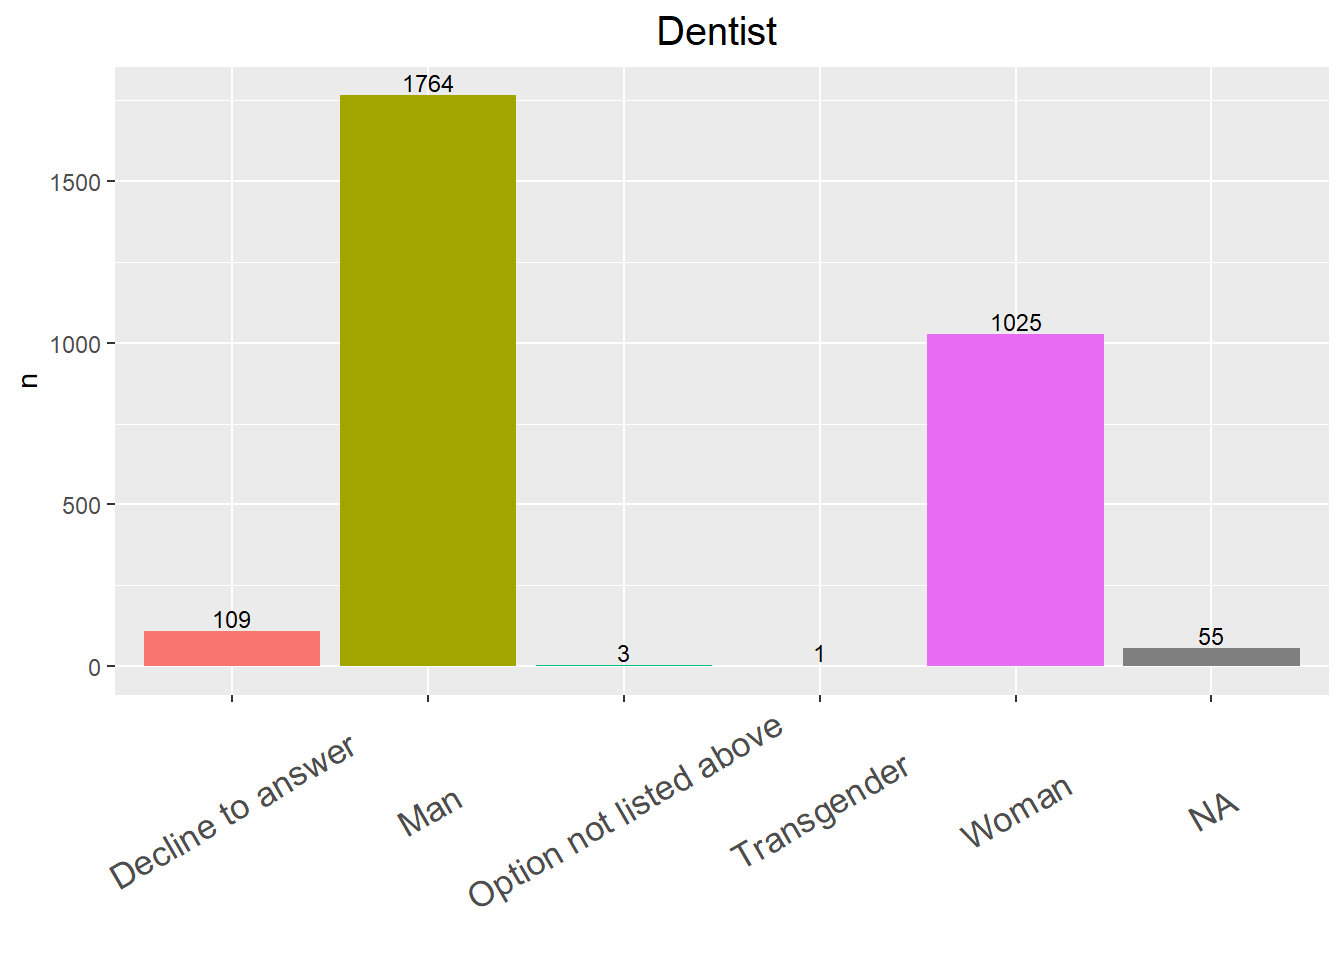 Dentist
1764
1500
1025
1000
n
500
109
3
1
55
0
Decline to answer
Man
Option not listed above
Transgender
Woman
NA